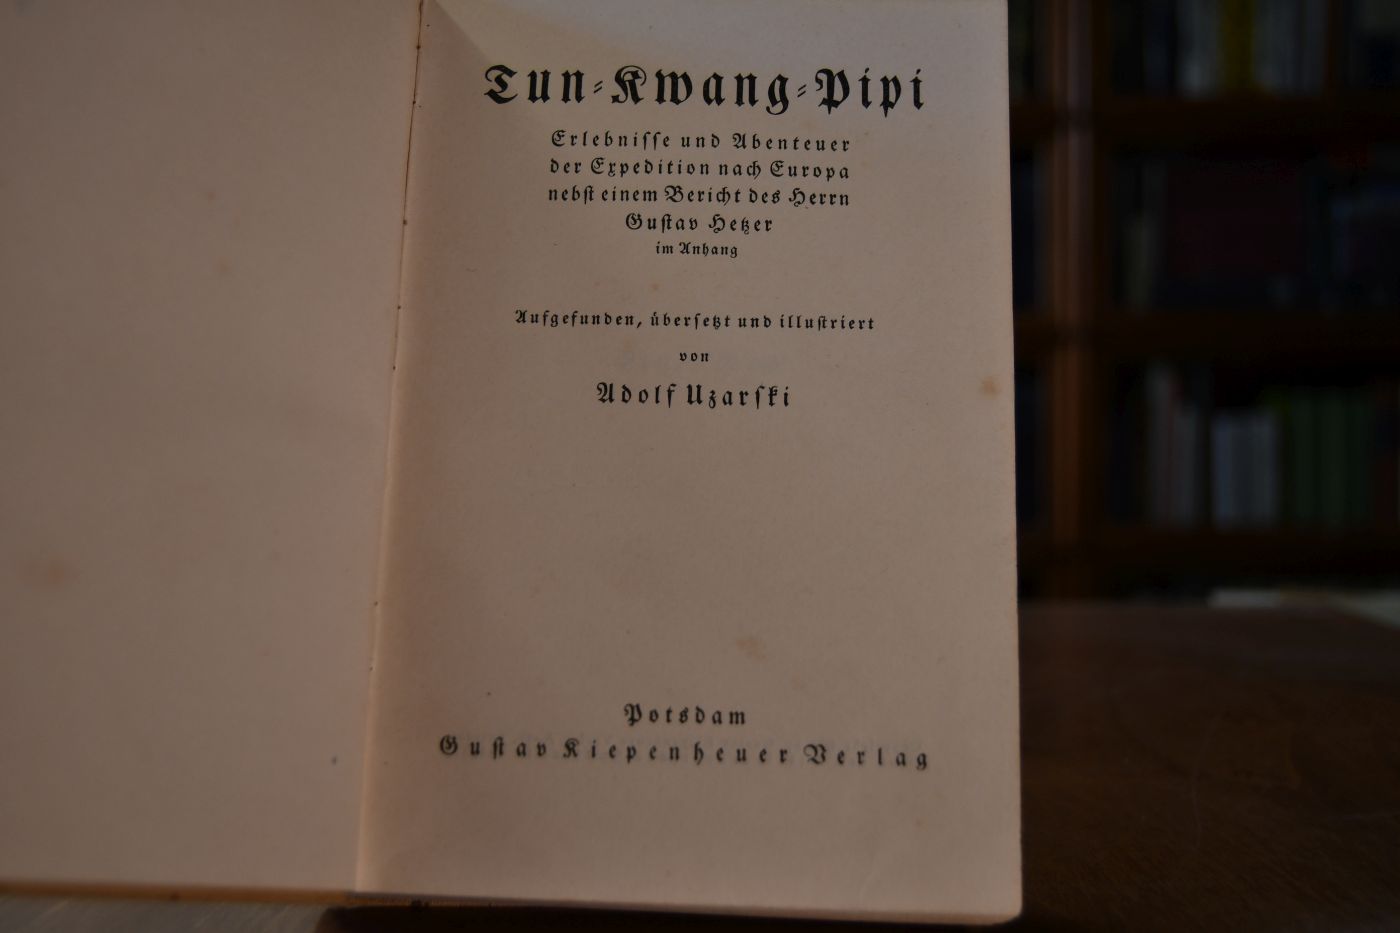 Tun-Kwang-Pipi
Erlebniſſe und Abenteuer
der Expedition nach Europa
nebſt einem Bericht des Herrn
Guſtav Hetzer
im Anhang
Aufgefunden, überſetzt und illuſtriert
von
Adolf Uzarſki
Potsdam
Guſtav Kiepenheuer Verlag